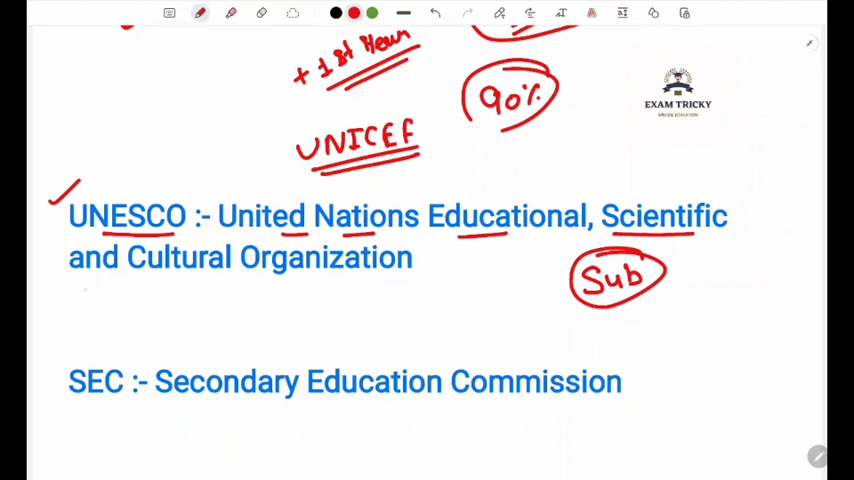 + 1st Year
90%
EXAM TRICKY
SPECIAL EDUCATION
UNICEF
UNESCO :- United Nations Educational, Scientific
and Cultural Organization
Sub
SEC :- Secondary Education Commission